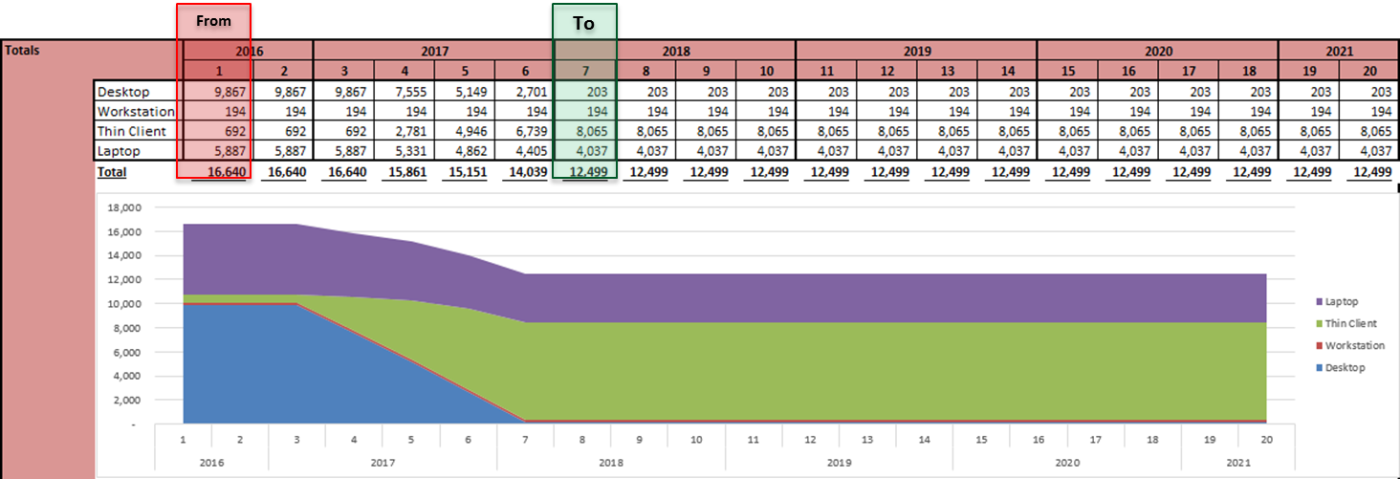 From To
Totals 2016 2017 2018 2019 2020 2021
1 2 3 4 5 6 7 8 9 10 11 12 13 14 15 16 17 18 19 20
Desktop 9,867 9,867 9,867 7,555 5,149 2,701 203 203 203 203 203 203 203 203 203 203 203 203 203 203
Workstation 194 194 194 194 194 194 194 194 194 194 194 194 194 194 194 194 194 194 194 194
Thin Client 692 692 692 2,781 4,946 6,739 8,065 8,065 8,065 8,065 8,065 8,065 8,065 8,065 8,065 8,065 8,065 8,065 8,065 8,065
Laptop 5,887 5,887 5,887 5,331 4,862 4,405 4,037 4,037 4,037 4,037 4,037 4,037 4,037 4,037 4,037 4,037 4,037 4,037 4,037 4,037
Total 16,640 16,640 16,640 15,861 15,151 14,039 12,499 12,499 12,499 12,499 12,499 12,499 12,499 12,499 12,499 12,499 12,499 12,499 12,499 12,499
18,000
16,000
14,000
12,000
10,000
8,000
6,000
4,000
2,000
-
1 2 3 4 5 6 7 8 9 10 11 12 13 14 15 16 17 18 19 20
2016 2017 2018 2019 2020 2021
Laptop
Thin Client
Workstation
Desktop